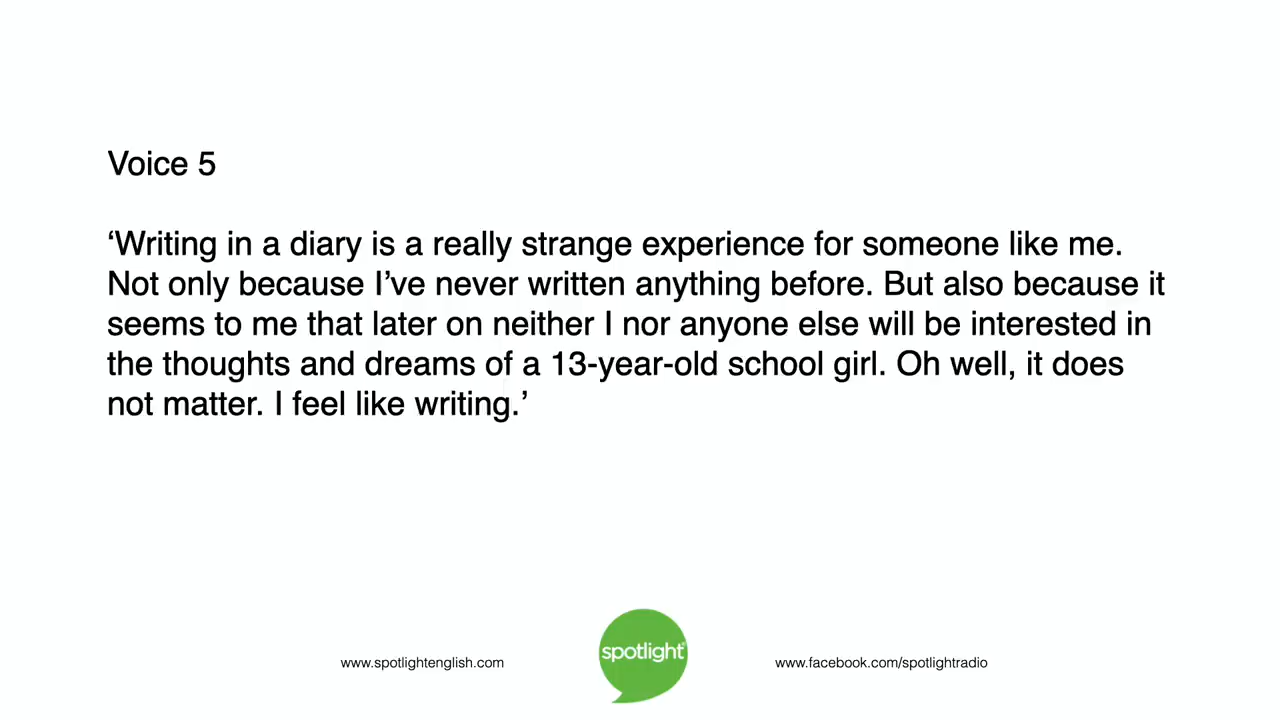 Voice 5
‘Writing in a diary is a really strange experience for someone like me.
Not only because I’ve never written anything before. But also because it
seems to me that later on neither I nor anyone else will be interested in
the thoughts and dreams of a 13-year-old school girl. Oh well, it does
not matter. I feel like writing.’
www.spotlightenglish.com
spotlight
www.facebook.com/spotlightradio